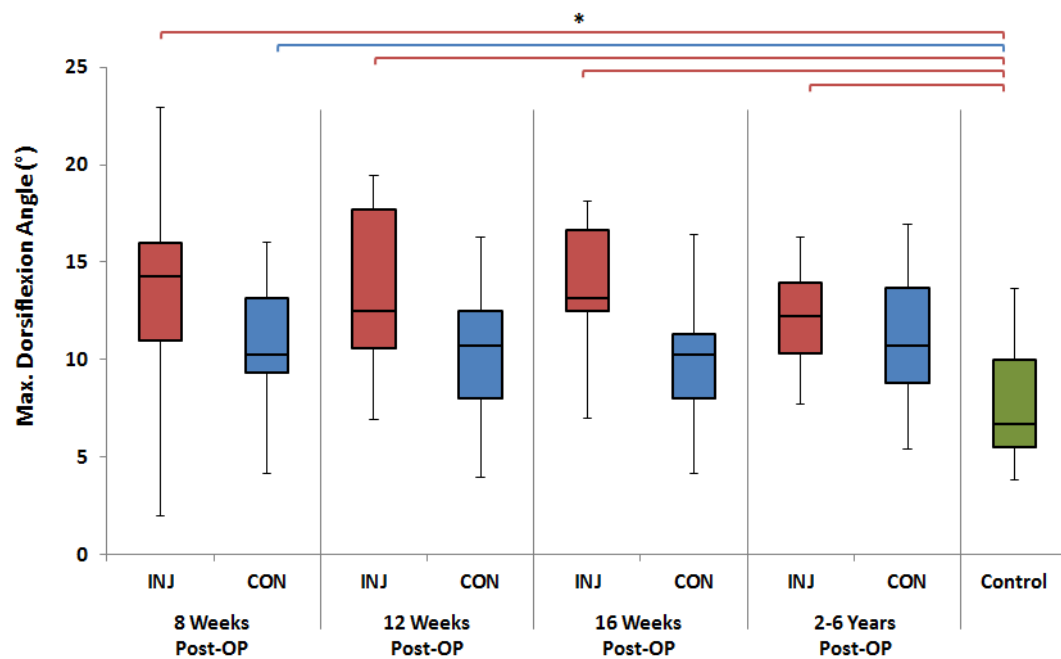 *
25
20
15
10
5
0
Max. Dorsiflexion Angle (°)
INJ CON INJ CON INJ CON INJ CON Control
8 Weeks 12 Weeks 16 Weeks 2-6 Years
Post-OP Post-OP Post-OP Post-OP